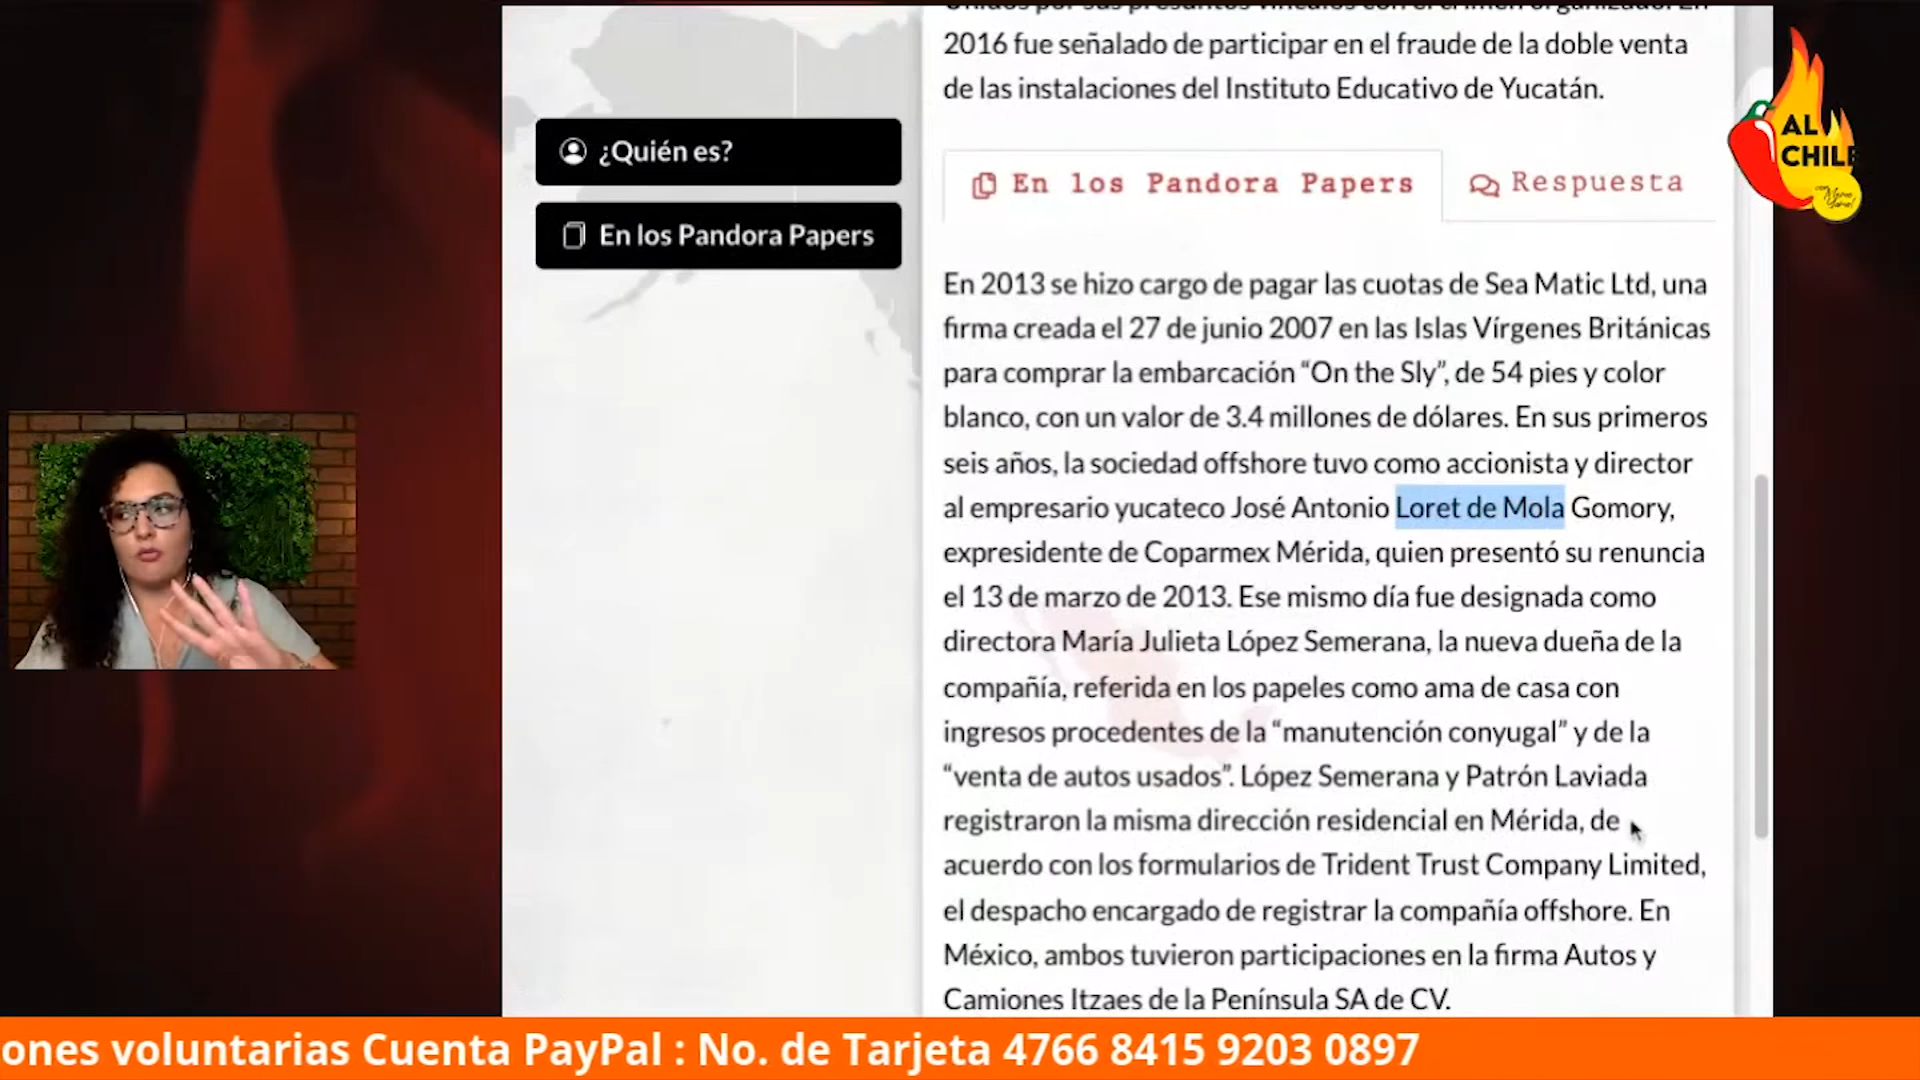 Unidos por sus presuntos vínculos con el crimen organizado. En
2016 fue señalado de participar en el fraude de la doble venta
de las instalaciones del Instituto Educativo de Yucatán.
¿Quién es?
En los Pandora Papers
En los Pandora Papers
Respuesta
En 2013 se hizo cargo de pagar las cuotas de Sea Matic Ltd, una
firma creada el 27 de junio 2007 en las Islas Vírgenes Británicas
para comprar la embarcación “On the Sly”, de 54 pies y color
blanco, con un valor de 3.4 millones de dólares. En sus primeros
seis años, la sociedad offshore tuvo como accionista y director
al empresario yucateco José Antonio Loret de Mola Gomory,
expresidente de Coparmex Mérida, quien presentó su renuncia
el 13 de marzo de 2013. Ese mismo día fue designada como
directora María Julieta López Semerana, la nueva dueña de la
compañía, referida en los papeles como ama de casa con
ingresos procedentes de la “manutención conyugal” y de la
“venta de autos usados”. López Semerana y Patrón Laviada
registraron la misma dirección residencial en Mérida, de
acuerdo con los formularios de Trident Trust Company Limited,
el despacho encargado de registrar la compañía offshore. En
México, ambos tuvieron participaciones en la firma Autos y
Camiones Itzaes de la Península SA de CV.
AL
CHILE
ones voluntarias Cuenta PayPal : No. de Tarjeta 4766 8415 9203 0897